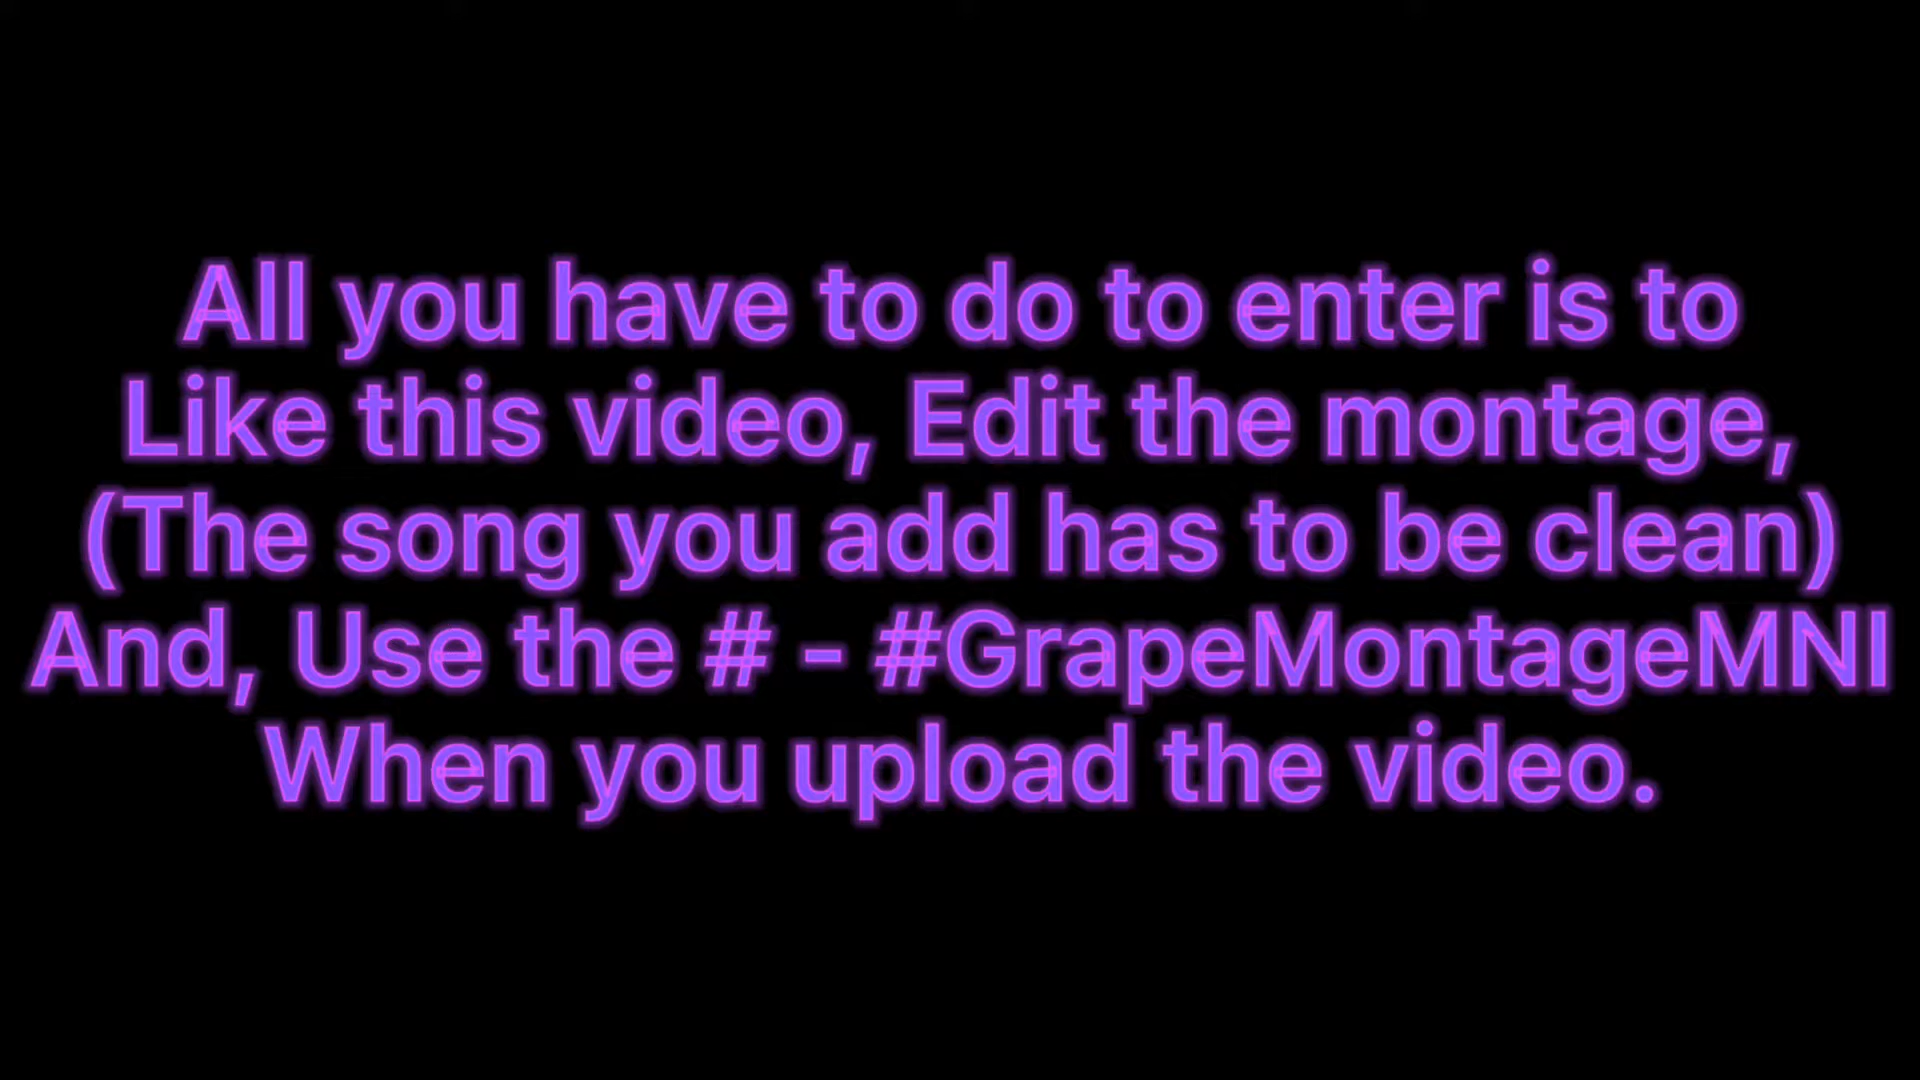 All you have to do to enter is to
Like this video, Edit the montage,
(The song you add has to be clean)
And, Use the # - #GrapeMontageMNI
When you upload the video.